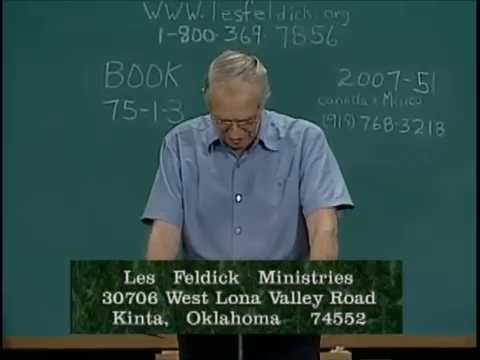 WWW.lesfeldick.org
1-800-369-7856
BOOK
75-1-3
2007-51
Canada & Mexico
(918) 768-3218
Les Feldick Ministries
30706 West Lona Valley Road
Kinta, Oklahoma 74552